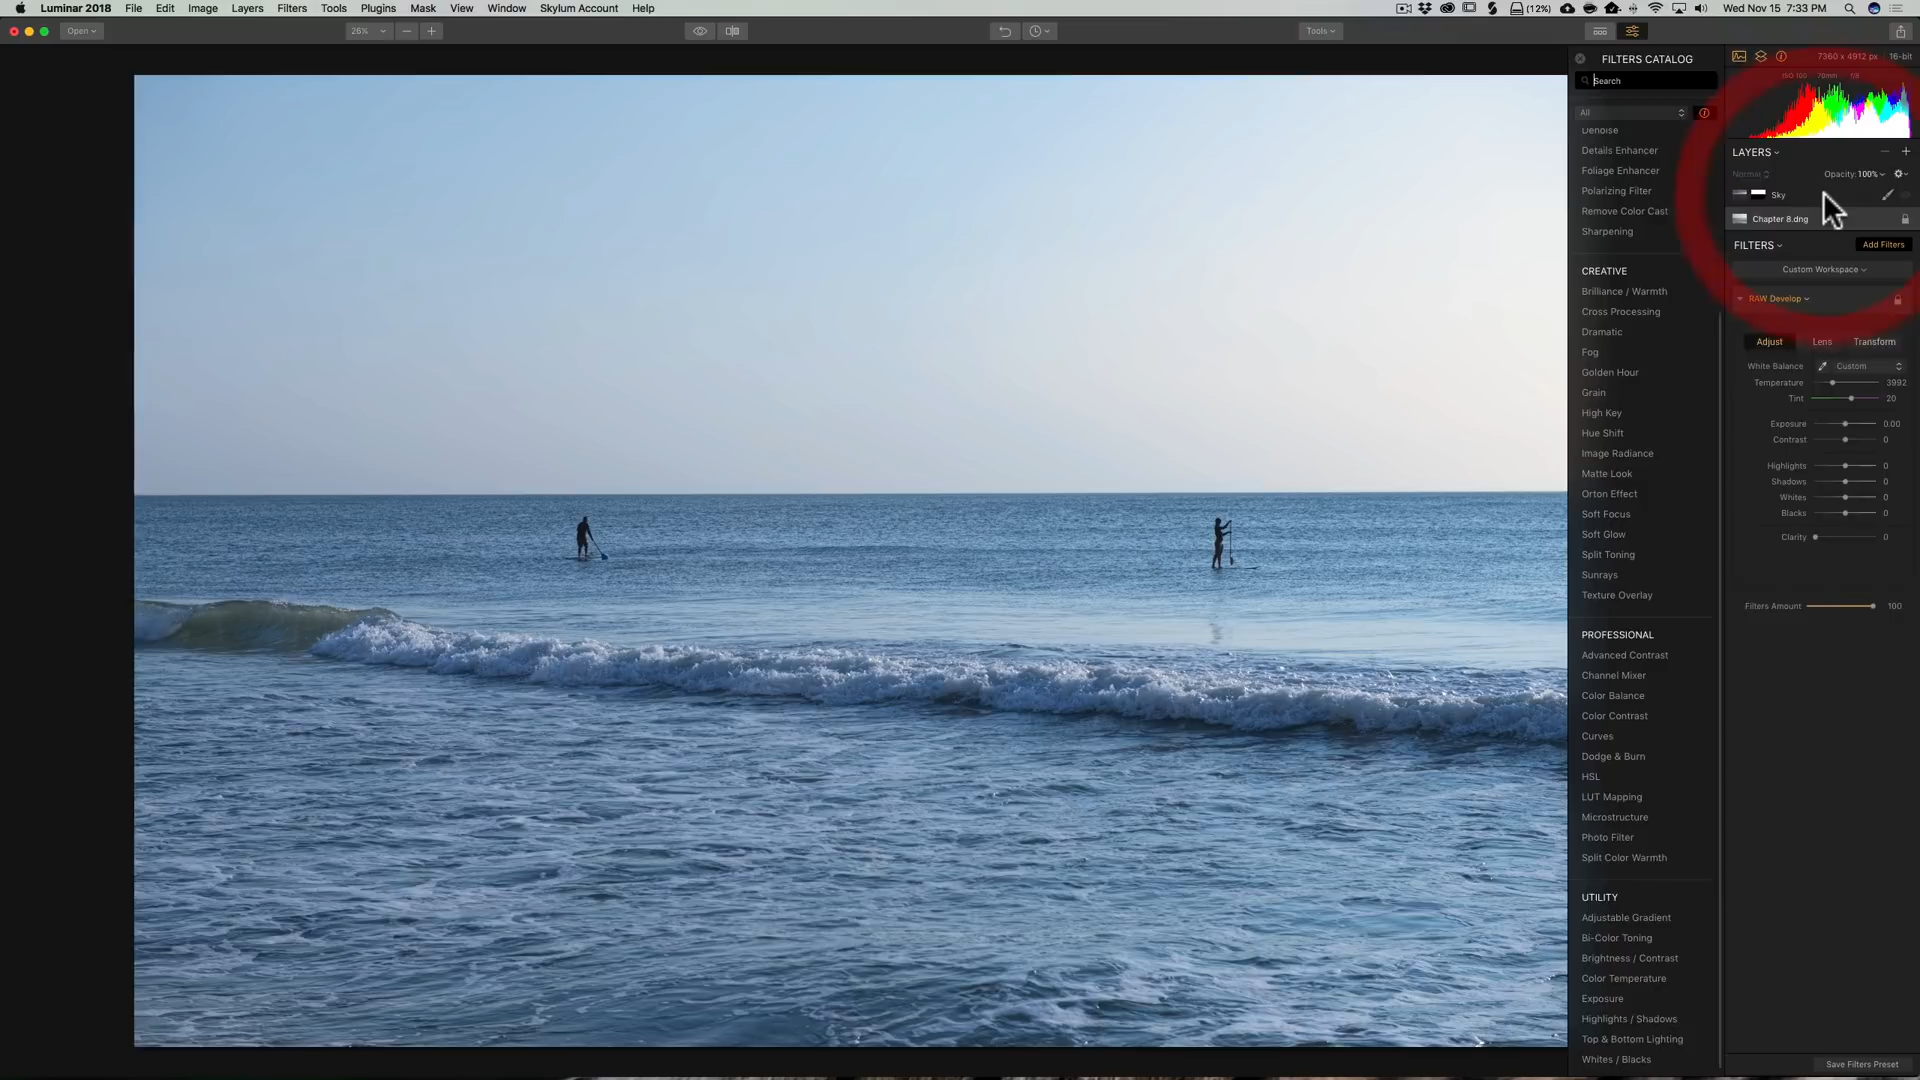 Luminar 2018 File Edit Image Layers Filters Tools Plugins Mask View Window Skylum Account Help (12%) Wed Nov 15 7:33 PM
Open 26% Tools
FILTERS CATALOG
Search
All
Denoise
Details Enhancer
Foliage Enhancer
Polarizing Filter
Remove Color Cast
Sharpening
CREATIVE
Brilliance / Warmth
Cross Processing
Dramatic
Fog
Golden Hour
Grain
High Key
Hue Shift
Image Radiance
Matte Look
Orton Effect
Soft Focus
Soft Glow
Split Toning
Sunrays
Texture Overlay
PROFESSIONAL
Advanced Contrast
Channel Mixer
Color Balance
Color Contrast
Curves
Dodge & Burn
HSL
LUT Mapping
Microstructure
Photo Filter
Split Color Warmth
UTILITY
Adjustable Gradient
Bi-Color Toning
Brightness / Contrast
Color Temperature
Exposure
Highlights / Shadows
Top & Bottom Lighting
Whites / Blacks
7360 x 4912 px 16-bit
ISO 100 70mm f/8
LAYERS
Normal Opacity: 100%
Sky
Chapter 8.dng
FILTERS Add Filters
Custom Workspace
RAW Develop
Adjust Lens Transform
White Balance Custom
Temperature 3992
Tint 20
Exposure 0.00
Contrast 0
Highlights 0
Shadows 0
Whites 0
Blacks 0
Clarity 0
Filters Amount 100
Save Filters Preset